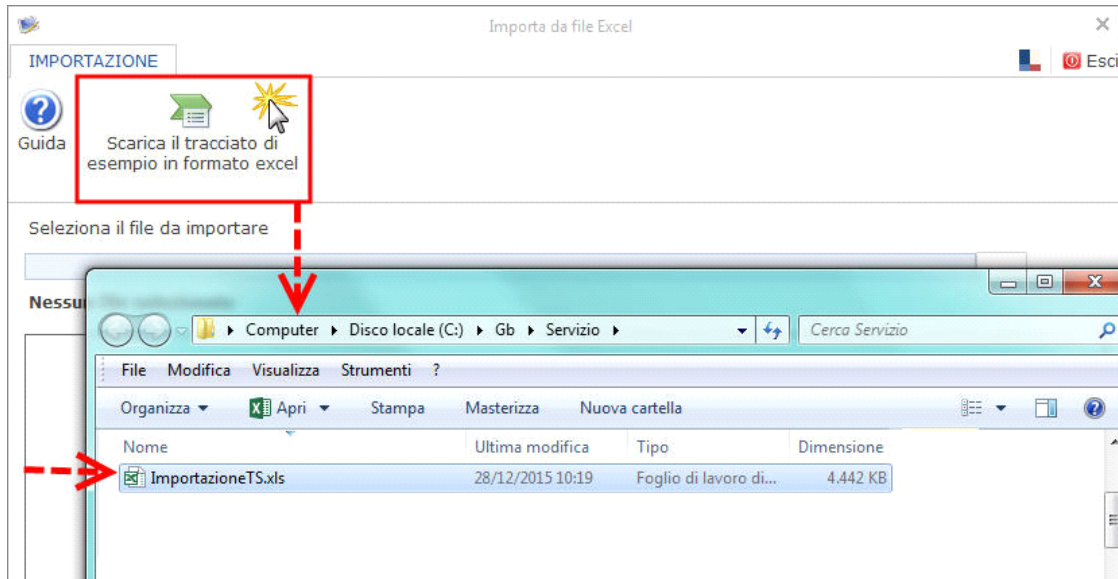 Importa da file Excel
IMPORTAZIONE
Esci
Guida
Scarica il tracciato di
esempio in formato excel
Seleziona il file da importare
Computer Disco locale (C:) Gb Servizio
Cerca Servizio
File Modifica Visualizza Strumenti ?
Organizza Apri Stampa Masterizza Nuova cartella
Nome Ultima modifica Tipo Dimensione
ImportazioneTS.xls 28/12/2015 10:19 Foglio di lavoro di... 4.442 KB